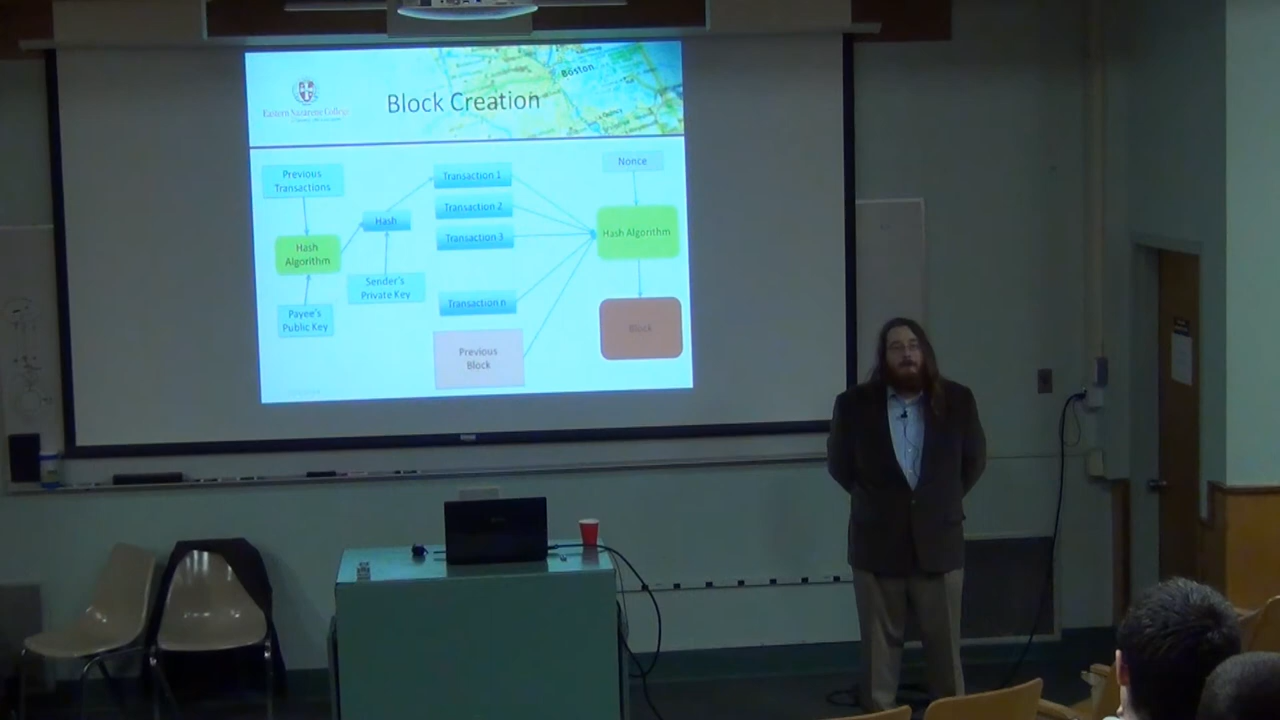 Eastern Nazarene College
Block Creation
Boston
Previous
Transactions
Hash
Algorithm
Payee's
Public Key
Hash
Sender's
Private Key
Transaction 1
Transaction 2
Transaction 3
Transaction n
Previous
Block
Nonce
Hash Algorithm
Block